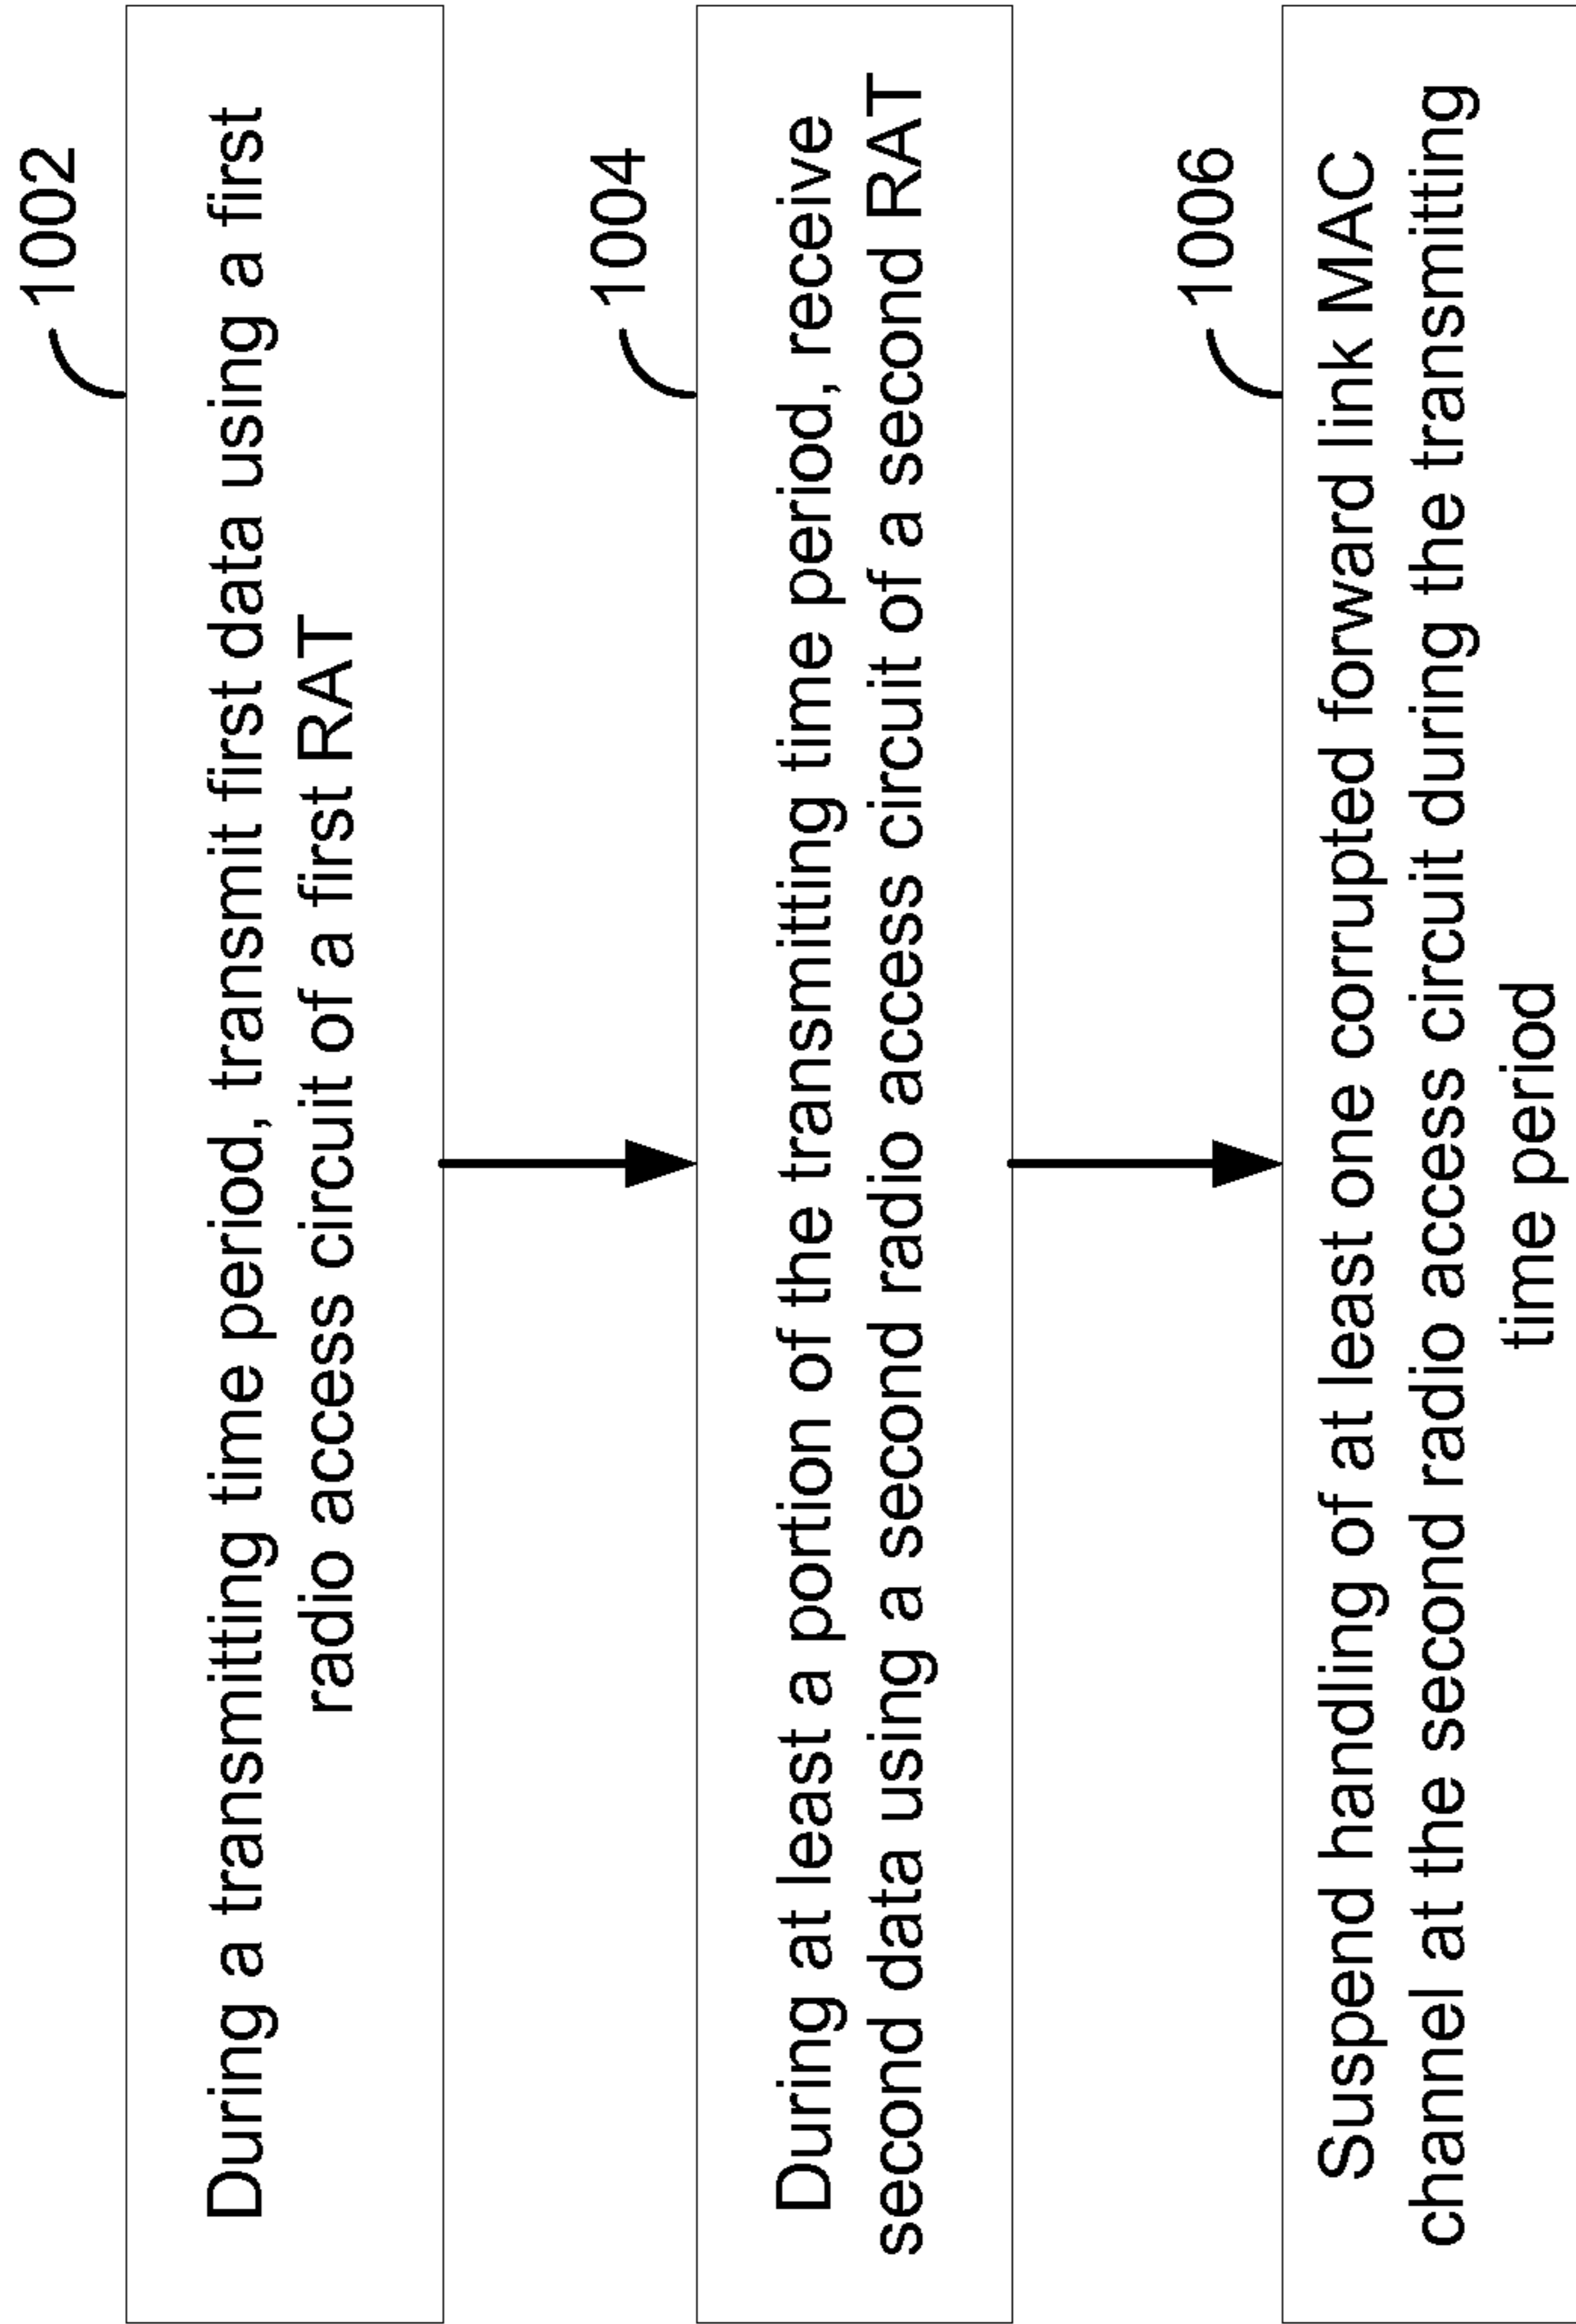 1002
During a transmitting time period, transmit first data using a first
radio access circuit of a first RAT
1004
During at least a portion of the transmitting time period, receive
second data using a second radio access circuit of a second RAT
1006
Suspend handling of at least one corrupted forward link MAC
channel at the second radio access circuit during the transmitting
time period